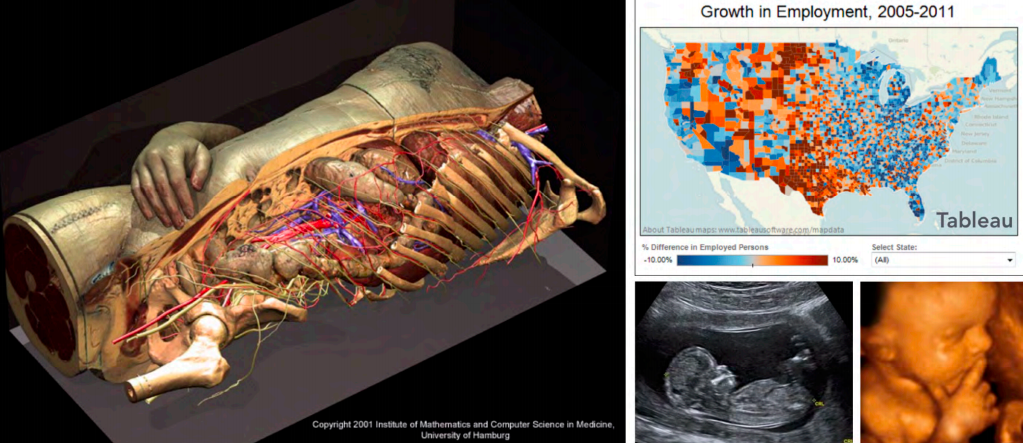 Copyright 2001 Institute of Mathematics and Computer Science in Medicine,
University of Hamburg
Growth in Employment, 2005-2011
Tableau
About Tableau maps: www.tableausoftware.com/mapdata
% Difference in Employed Persons
-10.00%
10.00%
Select State:
(All)
CRL